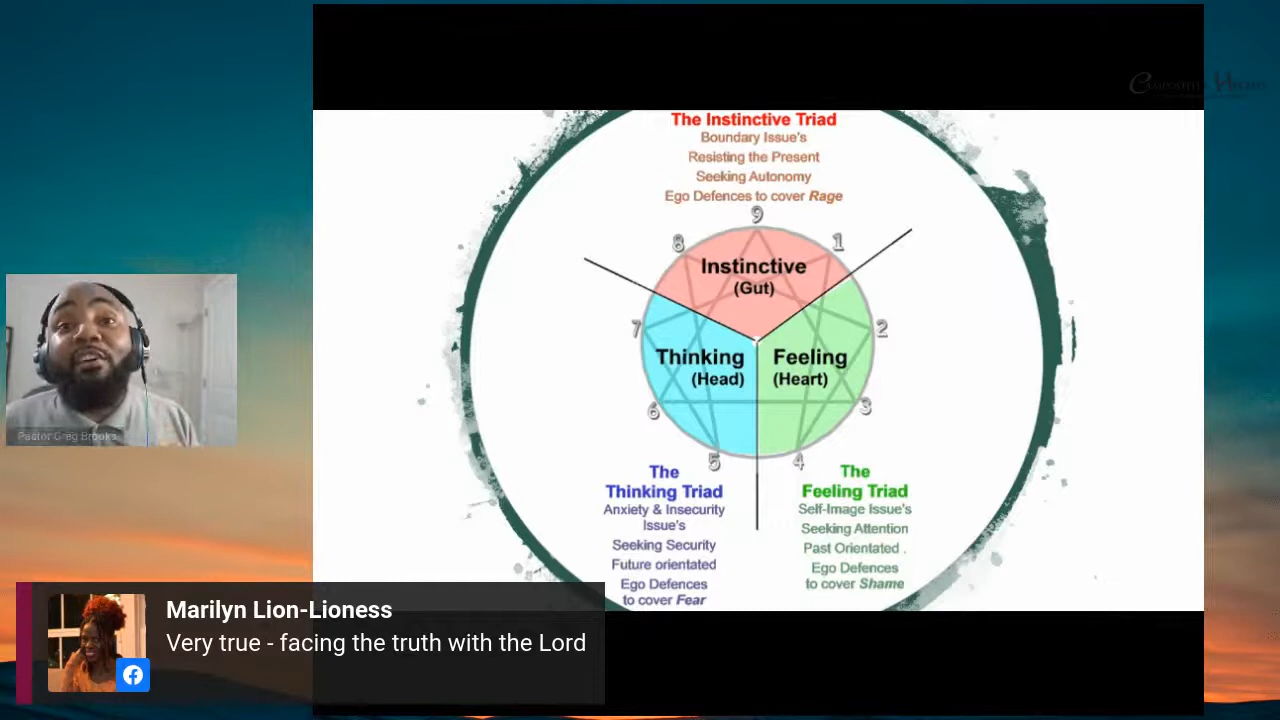 The Instinctive Triad
Boundary Issue's
Resisting the Present
Seeking Autonomy
Ego Defences to cover Rage
9
8
1
Instinctive
(Gut)
7
2
Thinking
(Head)
Feeling
(Heart)
6
3
5
4
The
Thinking Triad
Anxiety & Insecurity
Issue's
Seeking Security
Future orientated
Ego Defences
to cover Fear
The
Feeling Triad
Self-Image Issue's
Seeking Attention
Past Orientated .
Ego Defences
to cover Shame
Pastor Greg Brooks
Marilyn Lion-Lioness
Very true - facing the truth with the Lord